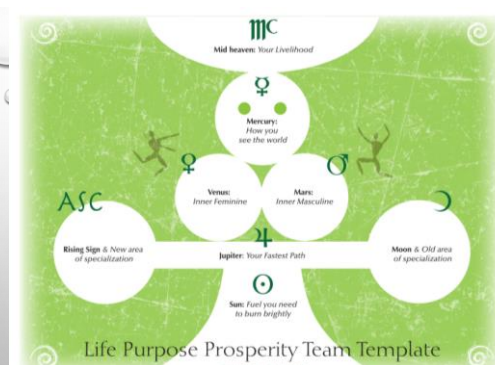 MC
Mid heaven: Your Livelihood
Mercury:
How you
see the world
Venus:
Inner Feminine
Mars:
Inner Masculine
ASC
Rising Sign & New area
of specialization
Jupiter: Your Fastest Path
Moon & Old area
of specialization
Sun: Fuel you need
to burn brightly
Life Purpose Prosperity Team Template